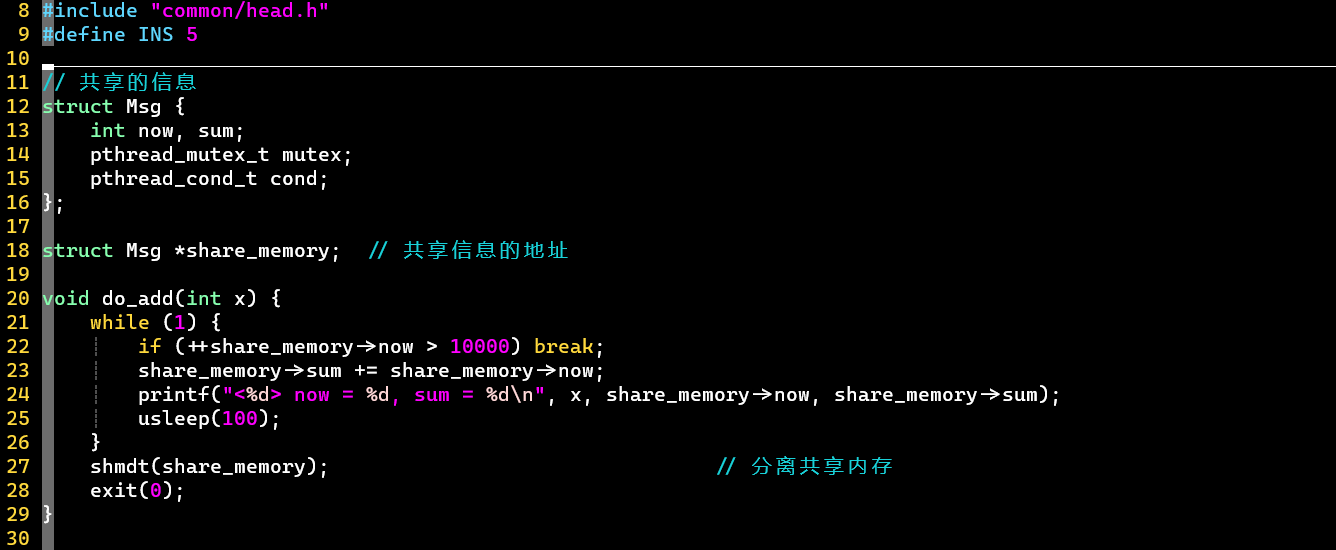 8 #include "common/head.h"
9 #define INS 5
10
11 // 共享的信息
12 struct Msg {
13     int now, sum;
14     pthread_mutex_t mutex;
15     pthread_cond_t cond;
16 };
17
18 struct Msg *share_memory;  // 共享信息的地址
19
20 void do_add(int x) {
21     while (1) {
22         if (++share_memory->now > 10000) break;
23         share_memory->sum += share_memory->now;
24         printf("<%d> now = %d, sum = %d\n", x, share_memory->now, share_memory->sum);
25         usleep(100);
26     }
27     shmdt(share_memory);                                // 分离共享内存
28     exit(0);
29 }
30